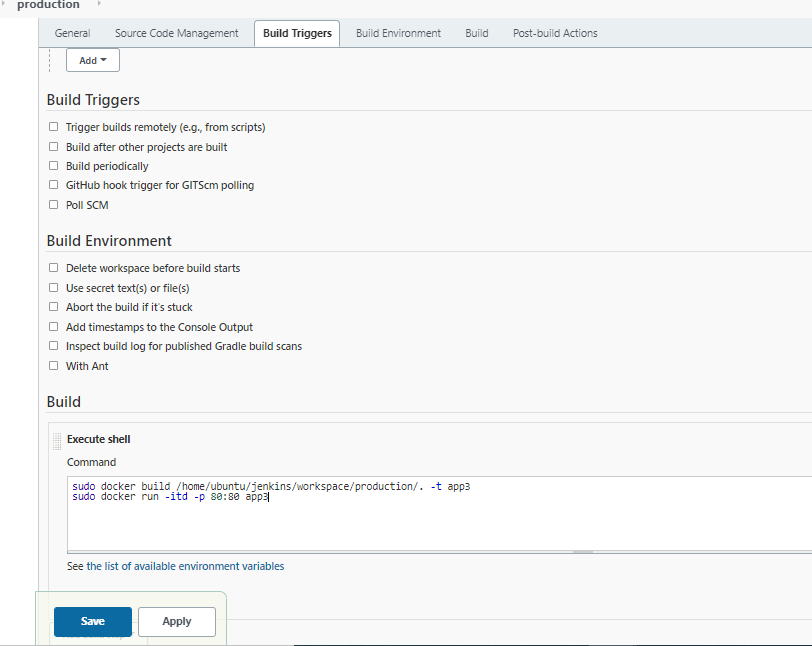 production
General Source Code Management Build Triggers Build Environment Build Post-build Actions
Add
Build Triggers
Trigger builds remotely (e.g., from scripts)
Build after other projects are built
Build periodically
GitHub hook trigger for GITScm polling
Poll SCM
Build Environment
Delete workspace before build starts
Use secret text(s) or file(s)
Abort the build if it's stuck
Add timestamps to the Console Output
Inspect build log for published Gradle build scans
With Ant
Build
Execute shell
Command
sudo docker build /home/ubuntu/jenkins/workspace/production/. -t app3
sudo docker run -itd -p 80:80 app3
See the list of available environment variables
Save Apply